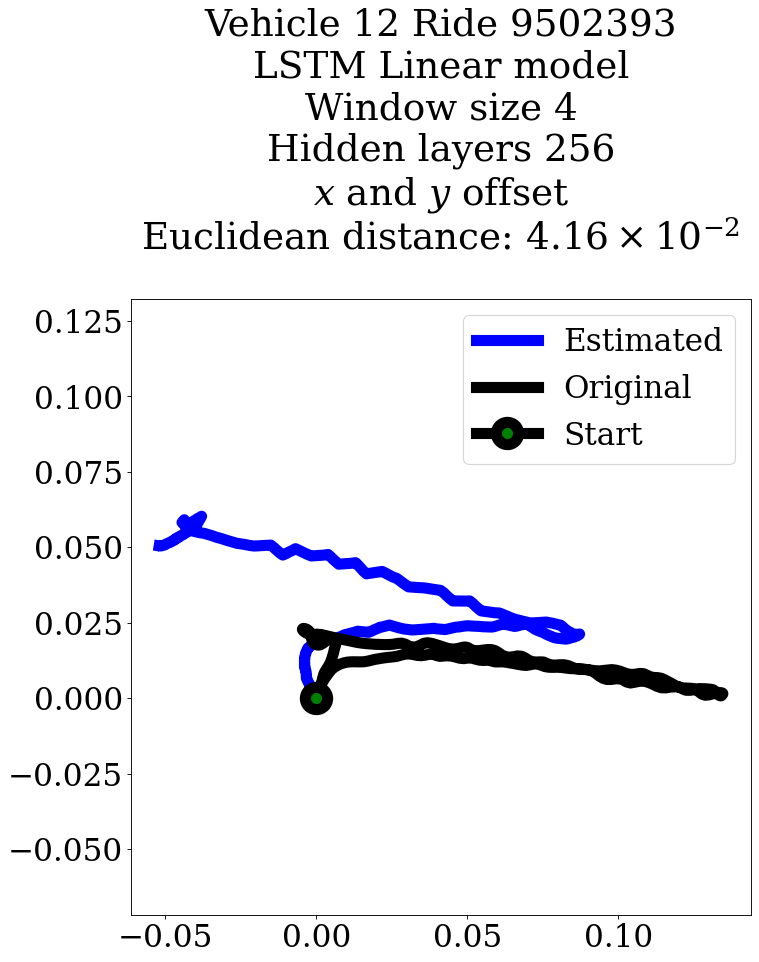 Vehicle 12 Ride 9502393
LSTM Linear model
Window size 4
Hidden layers 256
x and y offset
Euclidean distance: 4.16 × 10⁻²
Estimated
Original
Start
0.125
0.100
0.075
0.050
0.025
0.000
−0.025
−0.050
−0.05
0.00
0.05
0.10